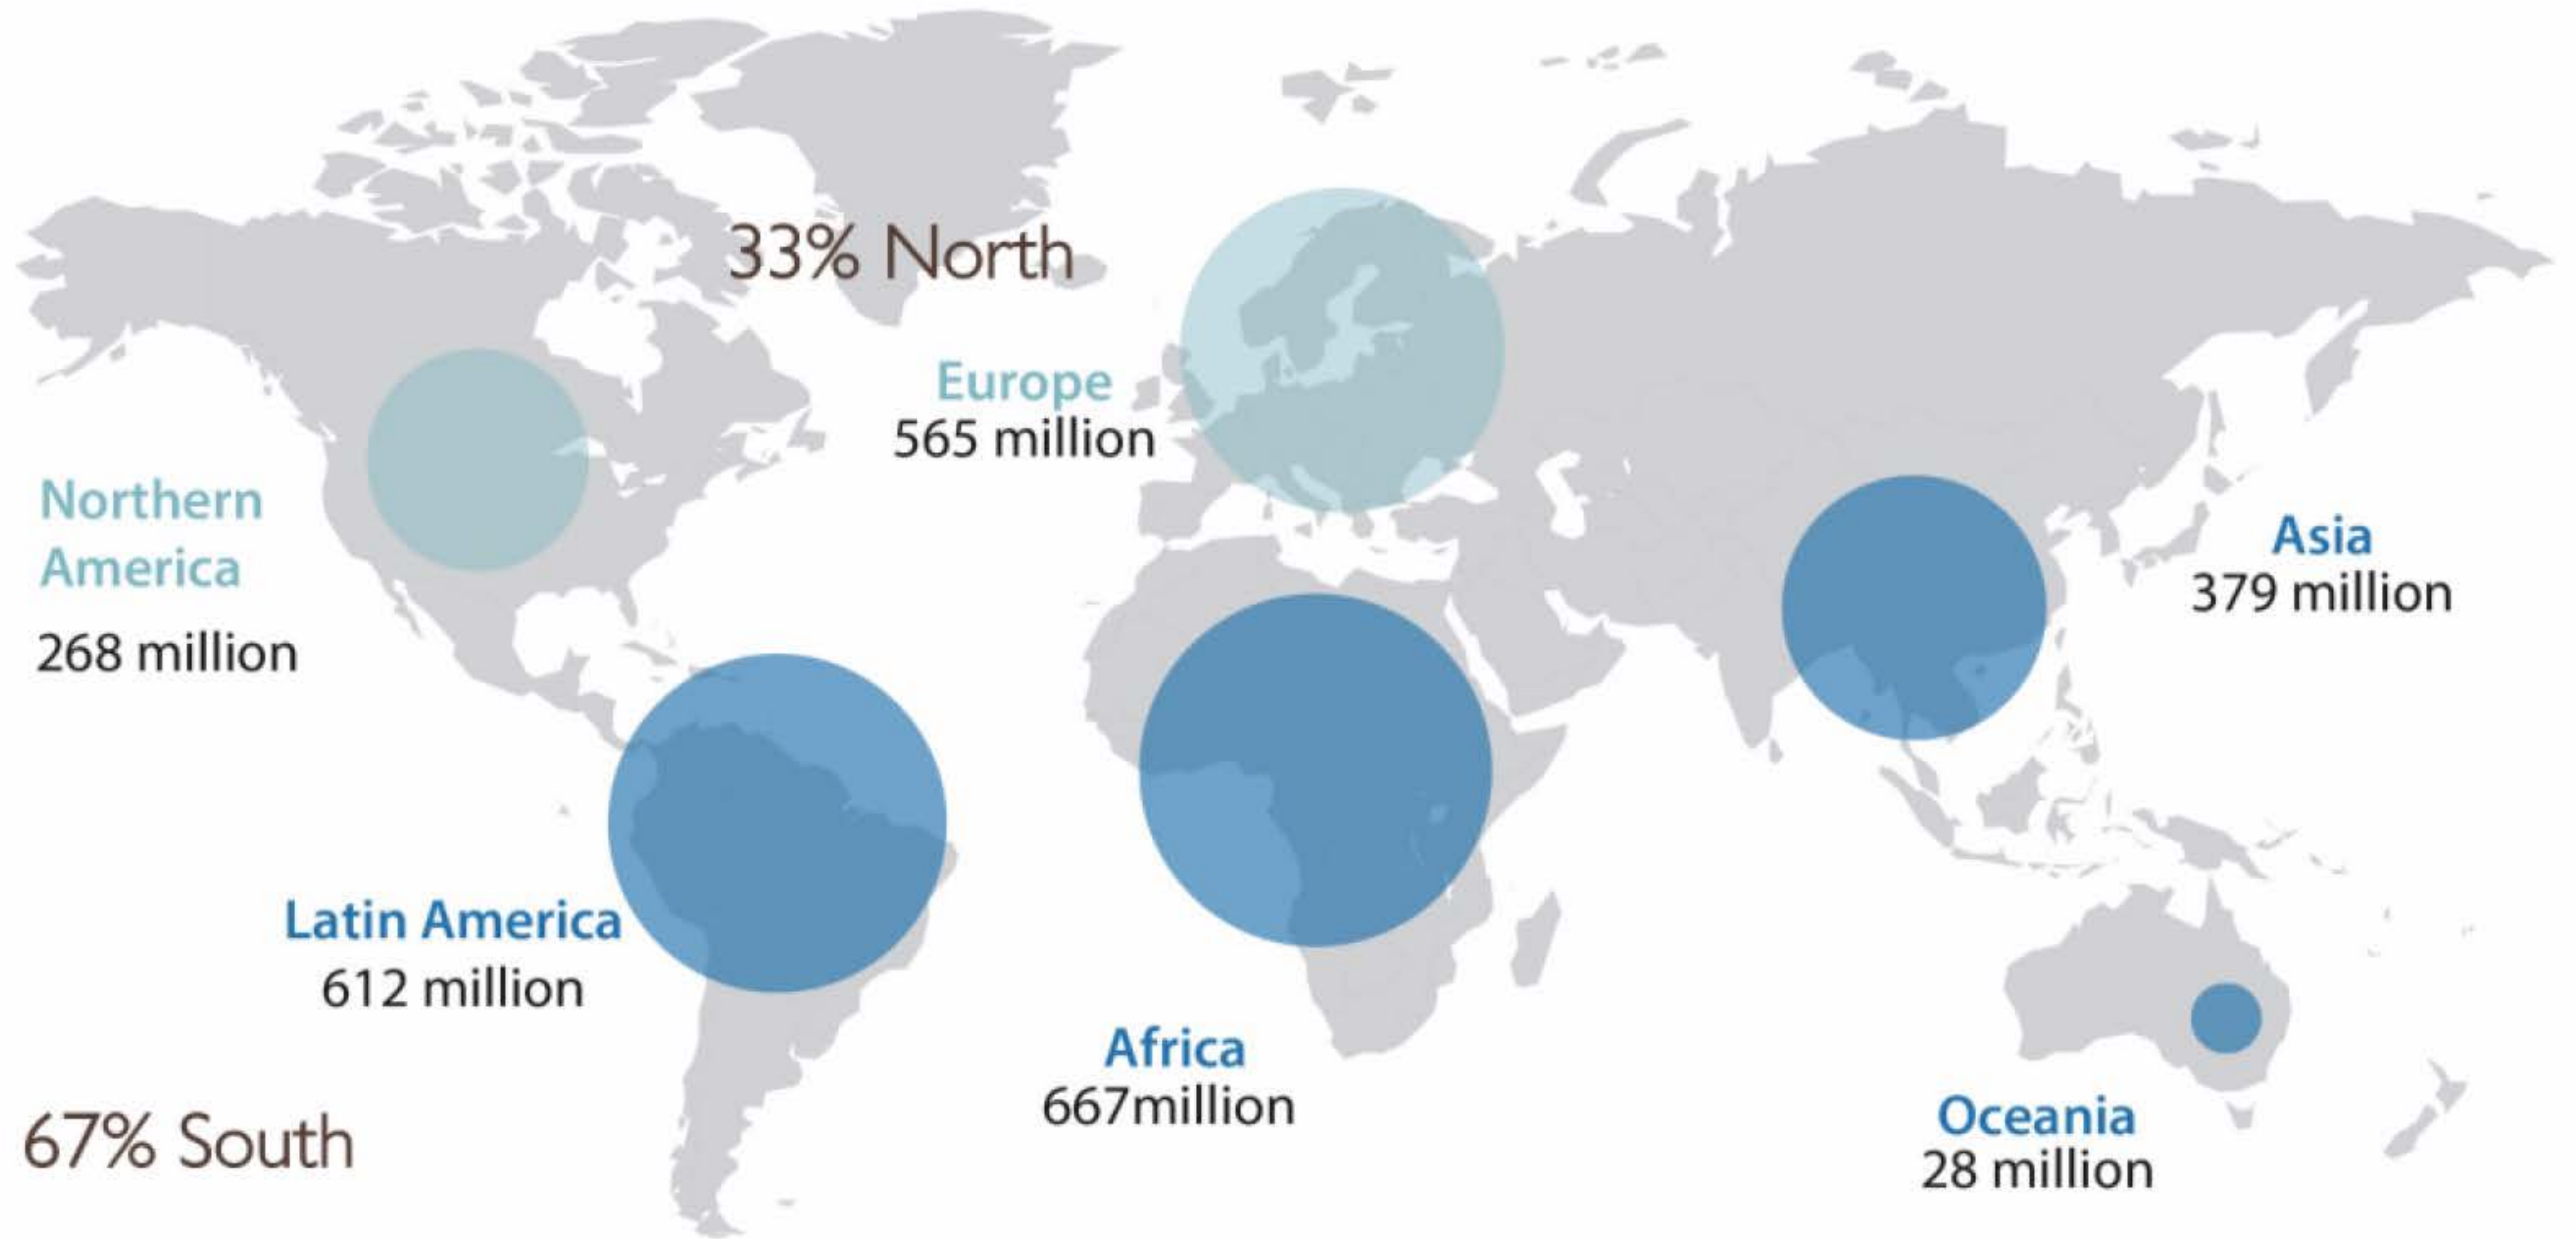 33% North
Europe
565 million
Northern
America
268 million
Asia
379 million
Latin America
612 million
Africa
667million
Oceania
28 million
67% South